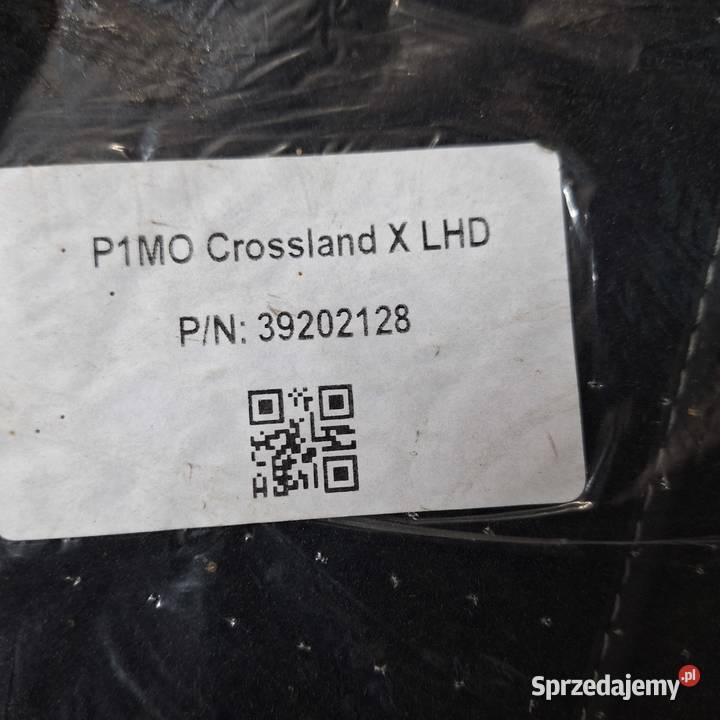 P1MO Crossland X LHD
P/N: 39202128
Sprzedajemy.pl